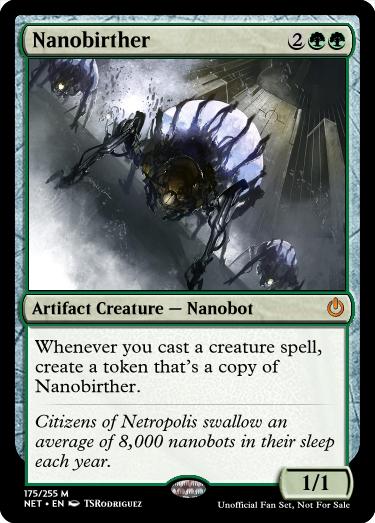 Nanobirther 2
Artifact Creature — Nanobot
Whenever you cast a creature spell,
create a token that's a copy of
Nanobirther.
Citizens of Netropolis swallow an
average of 8,000 nanobots in their sleep
each year.
1/1
175/255 M
NET • EN TSRodriguez
Unofficial Fan Set, Not For Sale